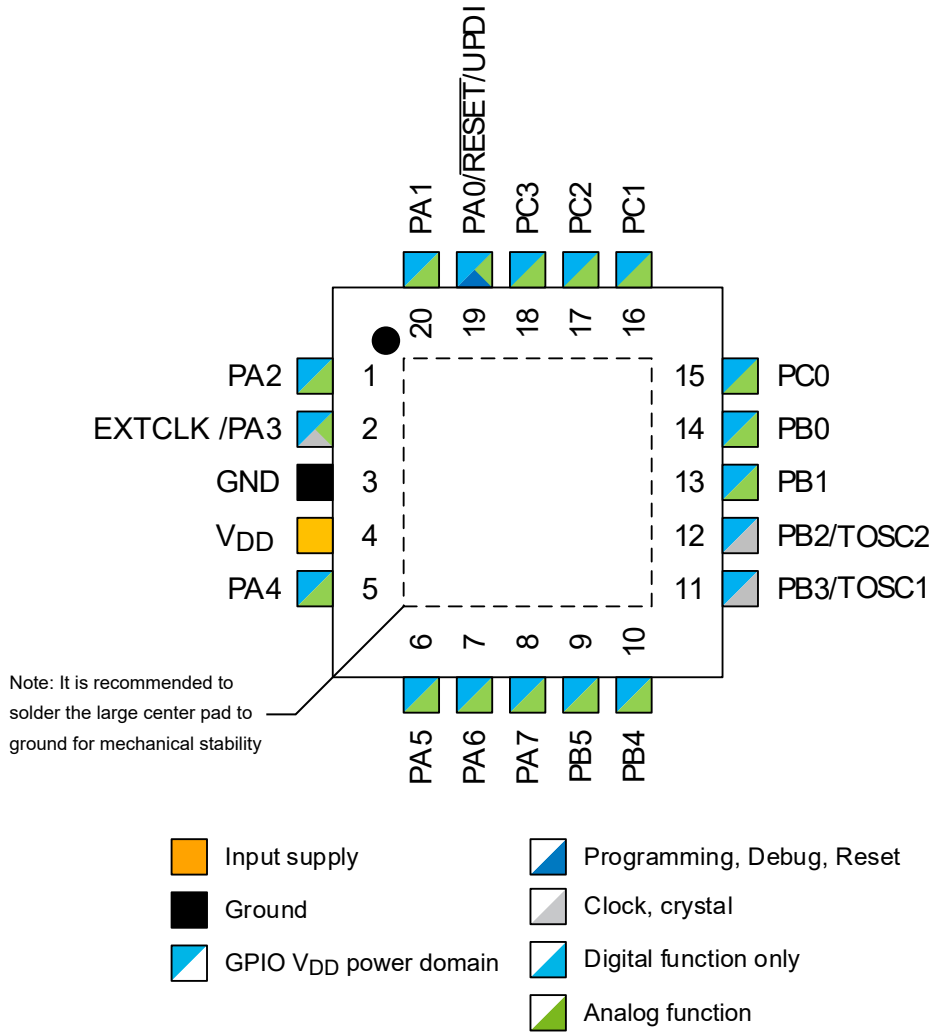 PA1
PA0/RESET/UPDI
PC3
PC2
PC1
20
19
18
17
16
PA2 1
EXTCLK /PA3 2
GND 3
VDD 4
PA4 5
15 PC0
14 PB0
13 PB1
12 PB2/TOSC2
11 PB3/TOSC1
6
7
8
9
10
PA5
PA6
PA7
PB5
PB4
Note: It is recommended to
solder the large center pad to
ground for mechanical stability
Input supply
Ground
GPIO VDD power domain
Programming, Debug, Reset
Clock, crystal
Digital function only
Analog function